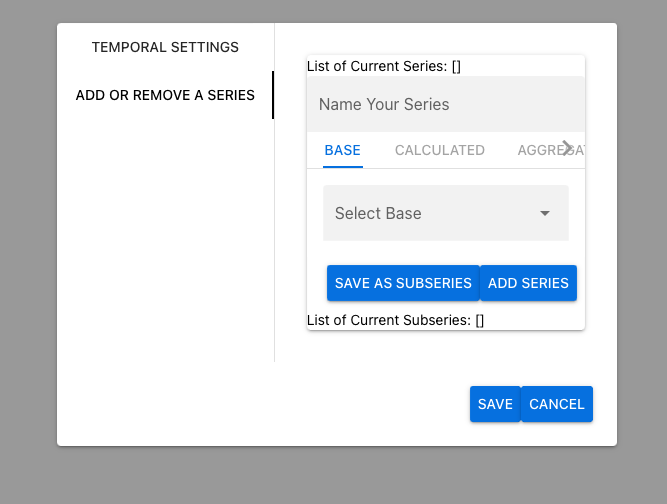 TEMPORAL SETTINGS
ADD OR REMOVE A SERIES
List of Current Series: []
Name Your Series
BASE CALCULATED AGGREGAT
Select Base
SAVE AS SUBSERIES ADD SERIES
List of Current Subseries: []
SAVE CANCEL